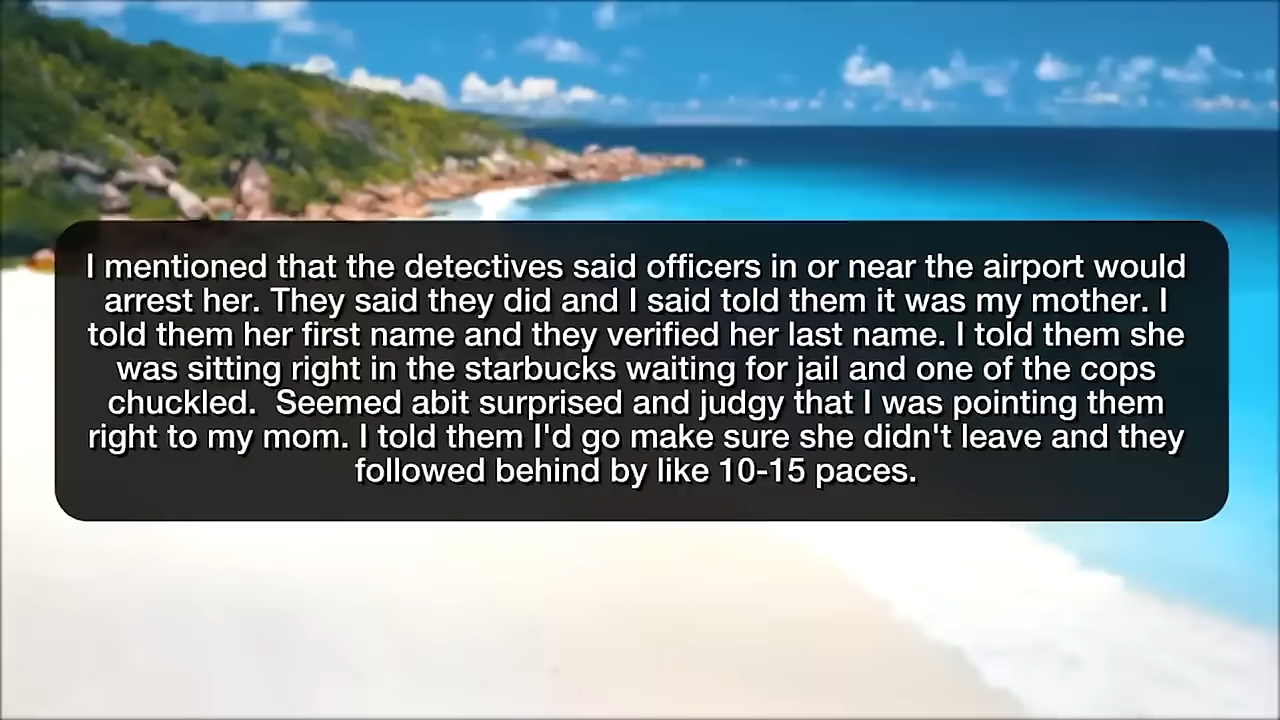 I mentioned that the detectives said officers in or near the airport would
arrest her. They said they did and I said told them it was my mother. I
told them her first name and they verified her last name. I told them she
was sitting right in the starbucks waiting for jail and one of the cops
chuckled.  Seemed abit surprised and judgy that I was pointing them
right to my mom. I told them I'd go make sure she didn't leave and they
followed behind by like 10-15 paces.